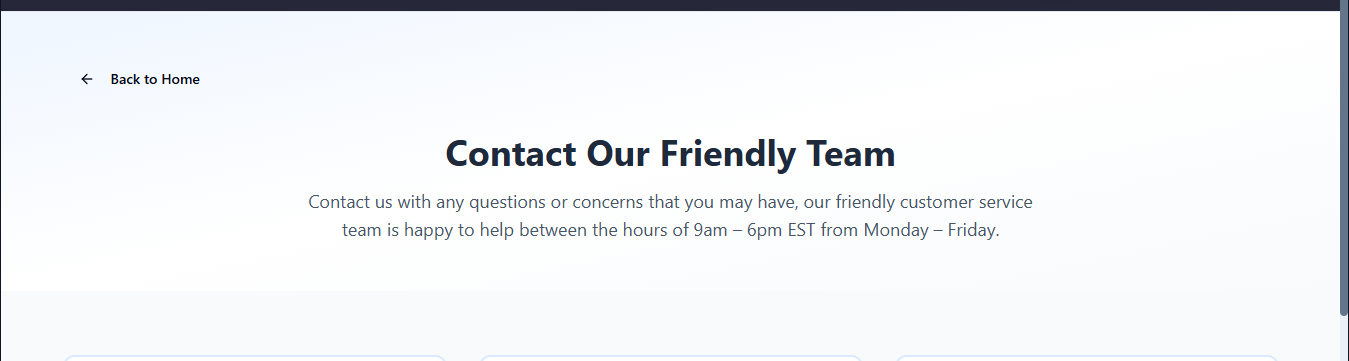 Back to Home
Contact Our Friendly Team
Contact us with any questions or concerns that you may have, our friendly customer service
team is happy to help between the hours of 9am – 6pm EST from Monday – Friday.